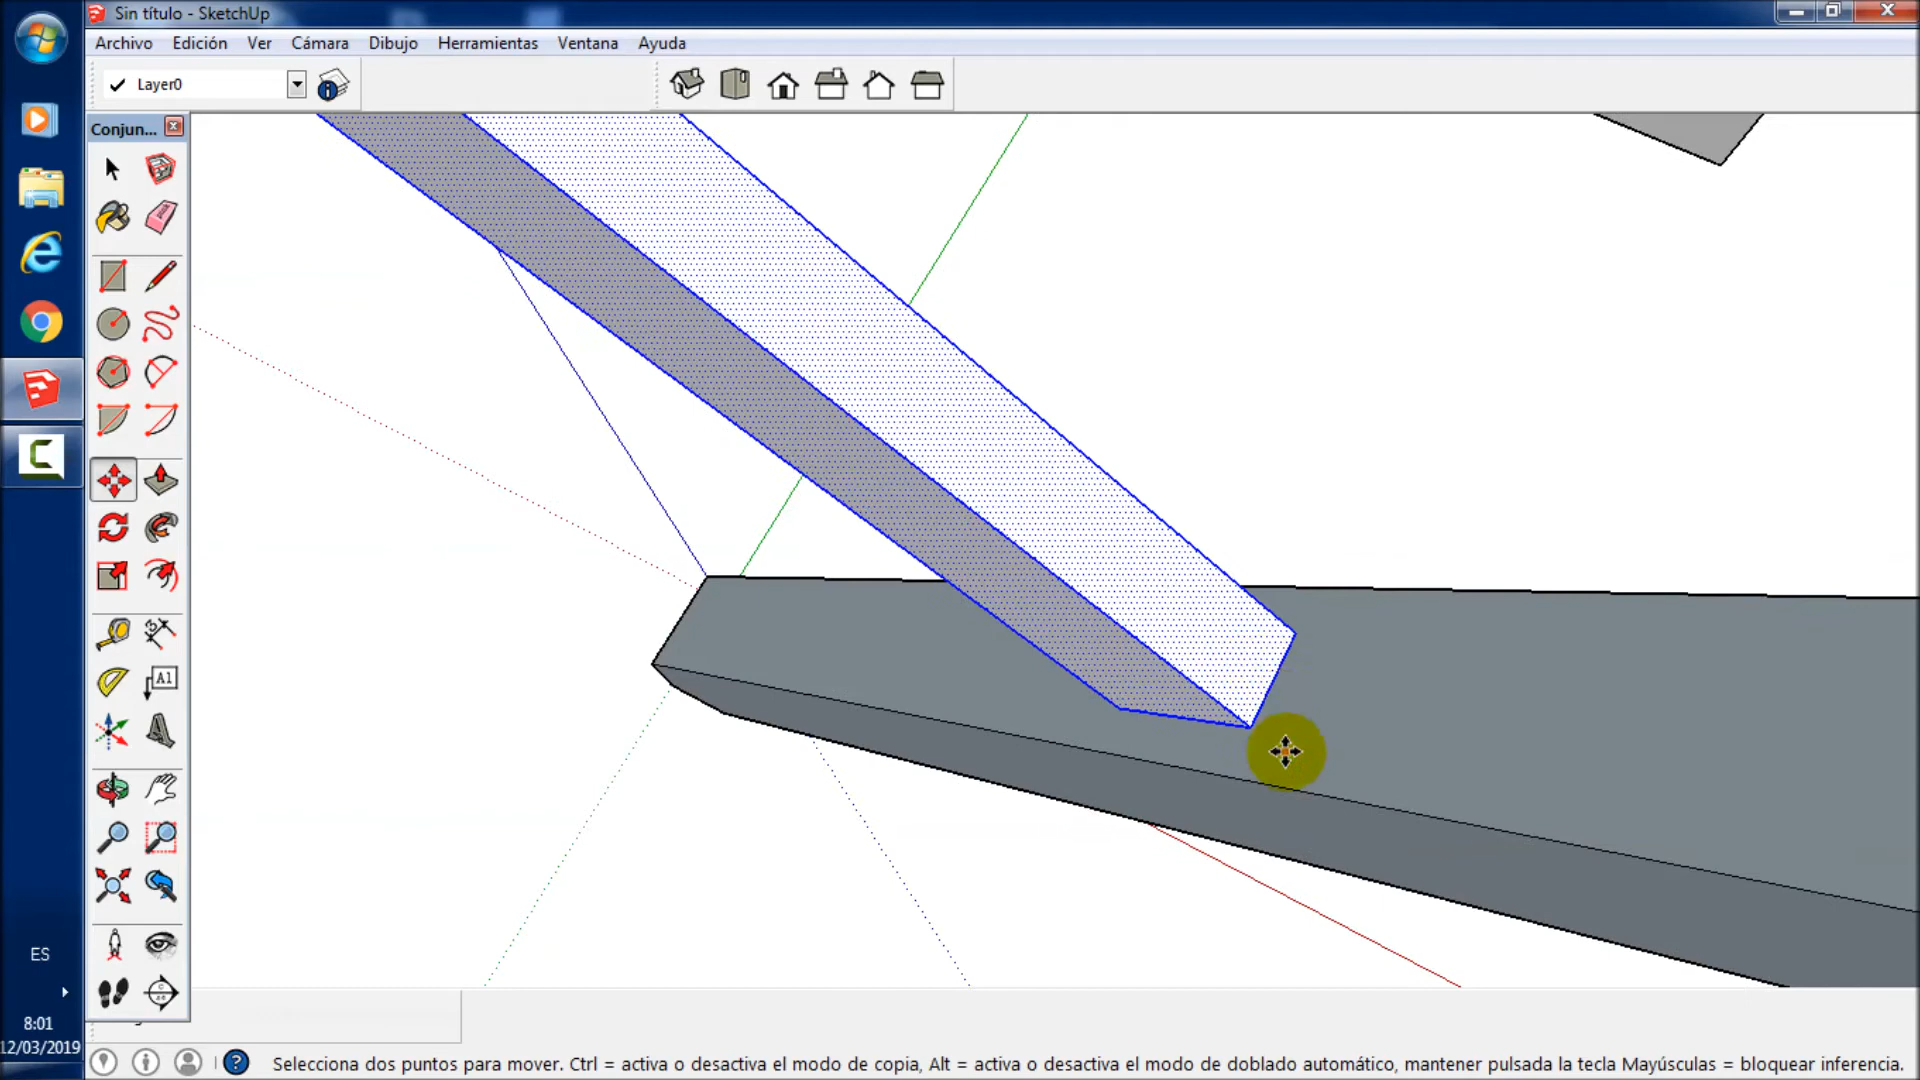 Sin título - SketchUp
Archivo Edición Ver Cámara Dibujo Herramientas Ventana Ayuda
Layer0
Conjun...
A1
ES
8:01
12/03/2019
Selecciona dos puntos para mover. Ctrl = activa o desactiva el modo de copia, Alt = activa o desactiva el modo de doblado automático, mantener pulsada la tecla Mayúsculas = bloquear inferencia.